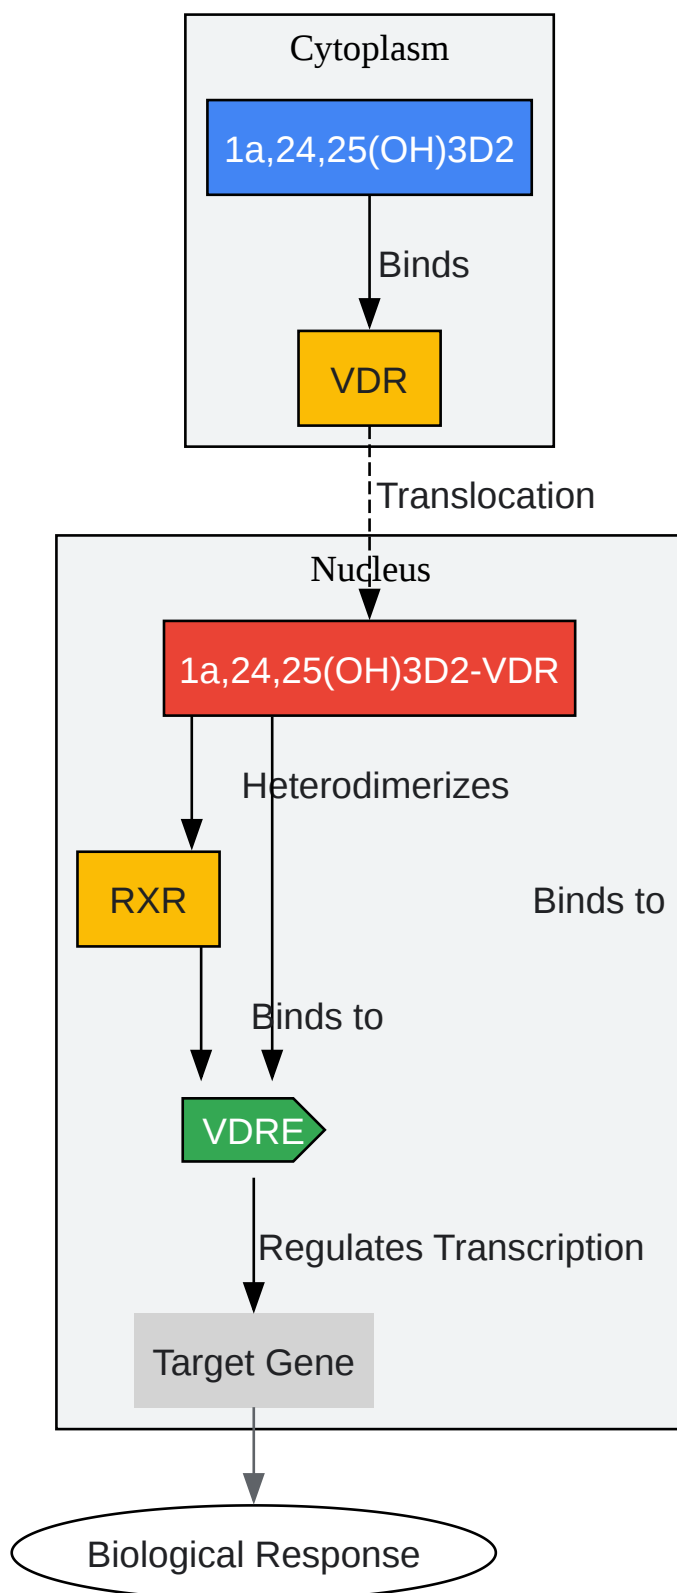 Cytoplasm
1a,24,25(OH)3D2
Binds
VDR
Translocation
Nucleus
1a,24,25(OH)3D2-VDR
Heterodimerizes
RXR
Binds to
Binds to
VDRE
Regulates Transcription
Target Gene
Biological Response